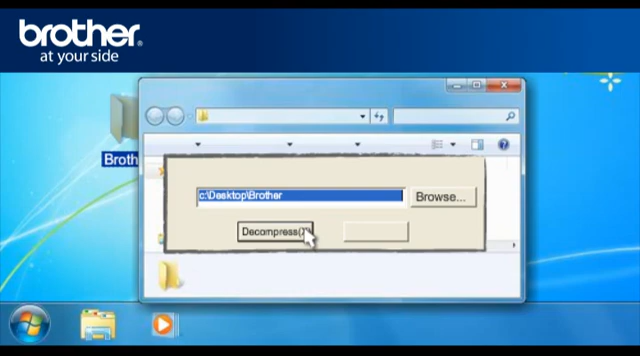 brother
at your side
Broth
c:\Desktop\Brother
Browse...
Decompress(X)